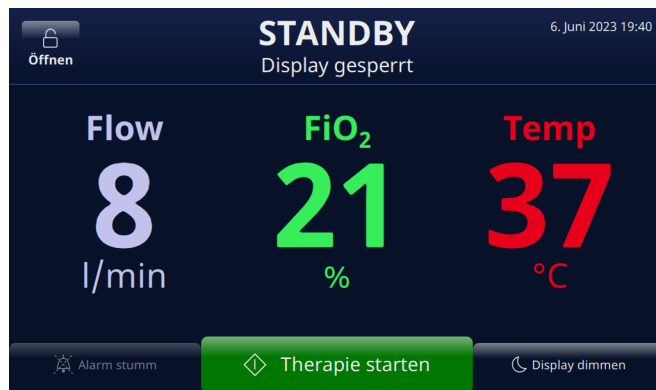 STANDBY
6. Juni 2023 19:40
Öffnen
Display gesperrt
Flow
FiO₂
Temp
8
21
37
l/min
%
°C
Alarm stumm
Therapie starten
Display dimmen